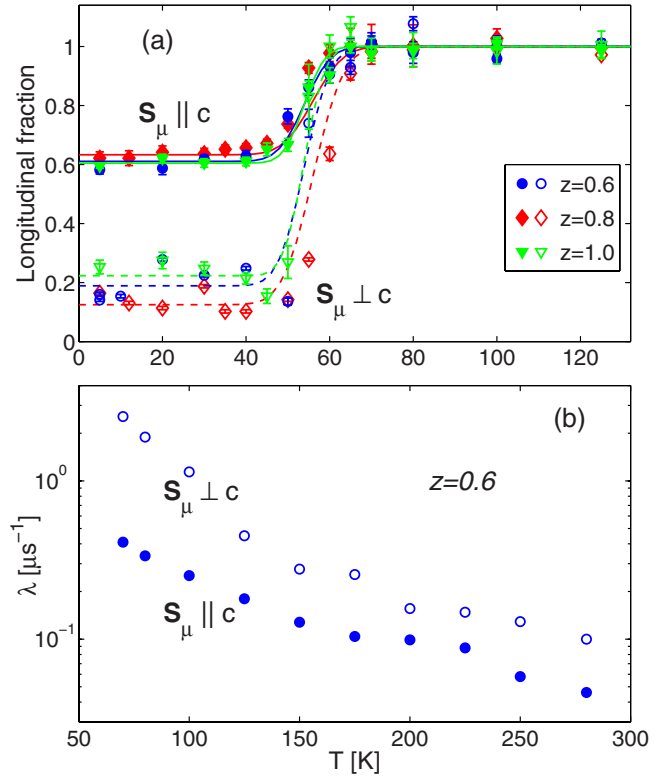 (a)
Longitudinal fraction
1
0.8
0.6
0.4
0.2
0
S_μ || c
S_μ ⊥ c
z=0.6
z=0.8
z=1.0
0 20 40 60 80 100 120
(b)
z=0.6
λ [μs⁻¹]
10⁰
10⁻¹
S_μ ⊥ c
S_μ || c
50 100 150 200 250 300
T [K]